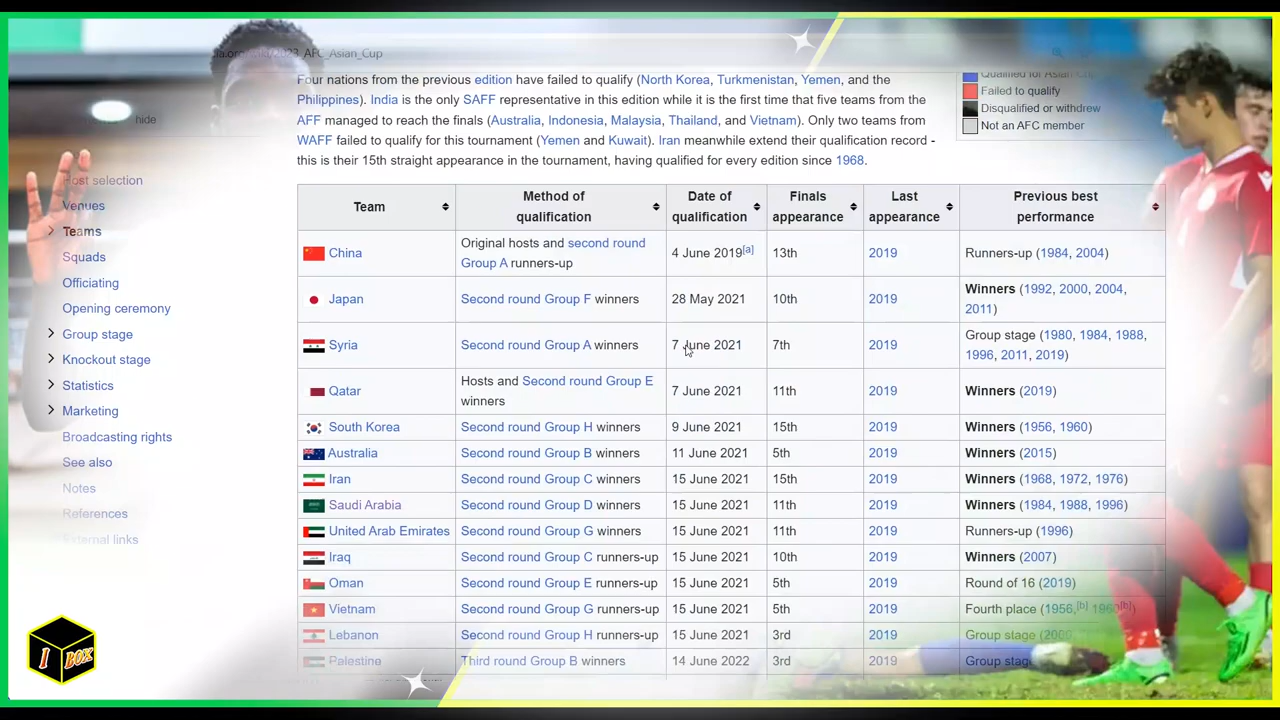 2023_AFC_Asian_Cup
Four nations from the previous edition have failed to qualify (North Korea, Turkmenistan, Yemen, and the
Philippines). India is the only SAFF representative in this edition while it is the first time that five teams from the
AFF managed to reach the finals (Australia, Indonesia, Malaysia, Thailand, and Vietnam). Only two teams from
WAFF failed to qualify for this tournament (Yemen and Kuwait). Iran meanwhile extend their qualification record -
this is their 15th straight appearance in the tournament, having qualified for every edition since 1968.
Qualified for Asian Cup
Failed to qualify
Disqualified or withdrew
Not an AFC member
hide
Host selection
Venues
Teams
Squads
Officiating
Opening ceremony
Group stage
Knockout stage
Statistics
Marketing
Broadcasting rights
See also
Notes
References
External links
Team Method of qualification Date of qualification Finals appearance Last appearance Previous best performance
China Original hosts and second round Group A runners-up 4 June 2019[a] 13th 2019 Runners-up (1984, 2004)
Japan Second round Group F winners 28 May 2021 10th 2019 Winners (1992, 2000, 2004, 2011)
Syria Second round Group A winners 7 June 2021 7th 2019 Group stage (1980, 1984, 1988, 1996, 2011, 2019)
Qatar Hosts and Second round Group E winners 7 June 2021 11th 2019 Winners (2019)
South Korea Second round Group H winners 9 June 2021 15th 2019 Winners (1956, 1960)
Australia Second round Group B winners 11 June 2021 5th 2019 Winners (2015)
Iran Second round Group C winners 15 June 2021 15th 2019 Winners (1968, 1972, 1976)
Saudi Arabia Second round Group D winners 15 June 2021 11th 2019 Winners (1984, 1988, 1996)
United Arab Emirates Second round Group G winners 15 June 2021 11th 2019 Runners-up (1996)
Iraq Second round Group C runners-up 15 June 2021 10th 2019 Winners (2007)
Oman Second round Group E runners-up 15 June 2021 5th 2019 Round of 16 (2019)
Vietnam Second round Group G runners-up 15 June 2021 5th 2019 Fourth place (1956,[b] 1960[b])
Lebanon Second round Group H runners-up 15 June 2021 3rd 2019 Group stage (2000,
Palestine Third round Group B winners 14 June 2022 3rd 2019 Group stage
I BOX